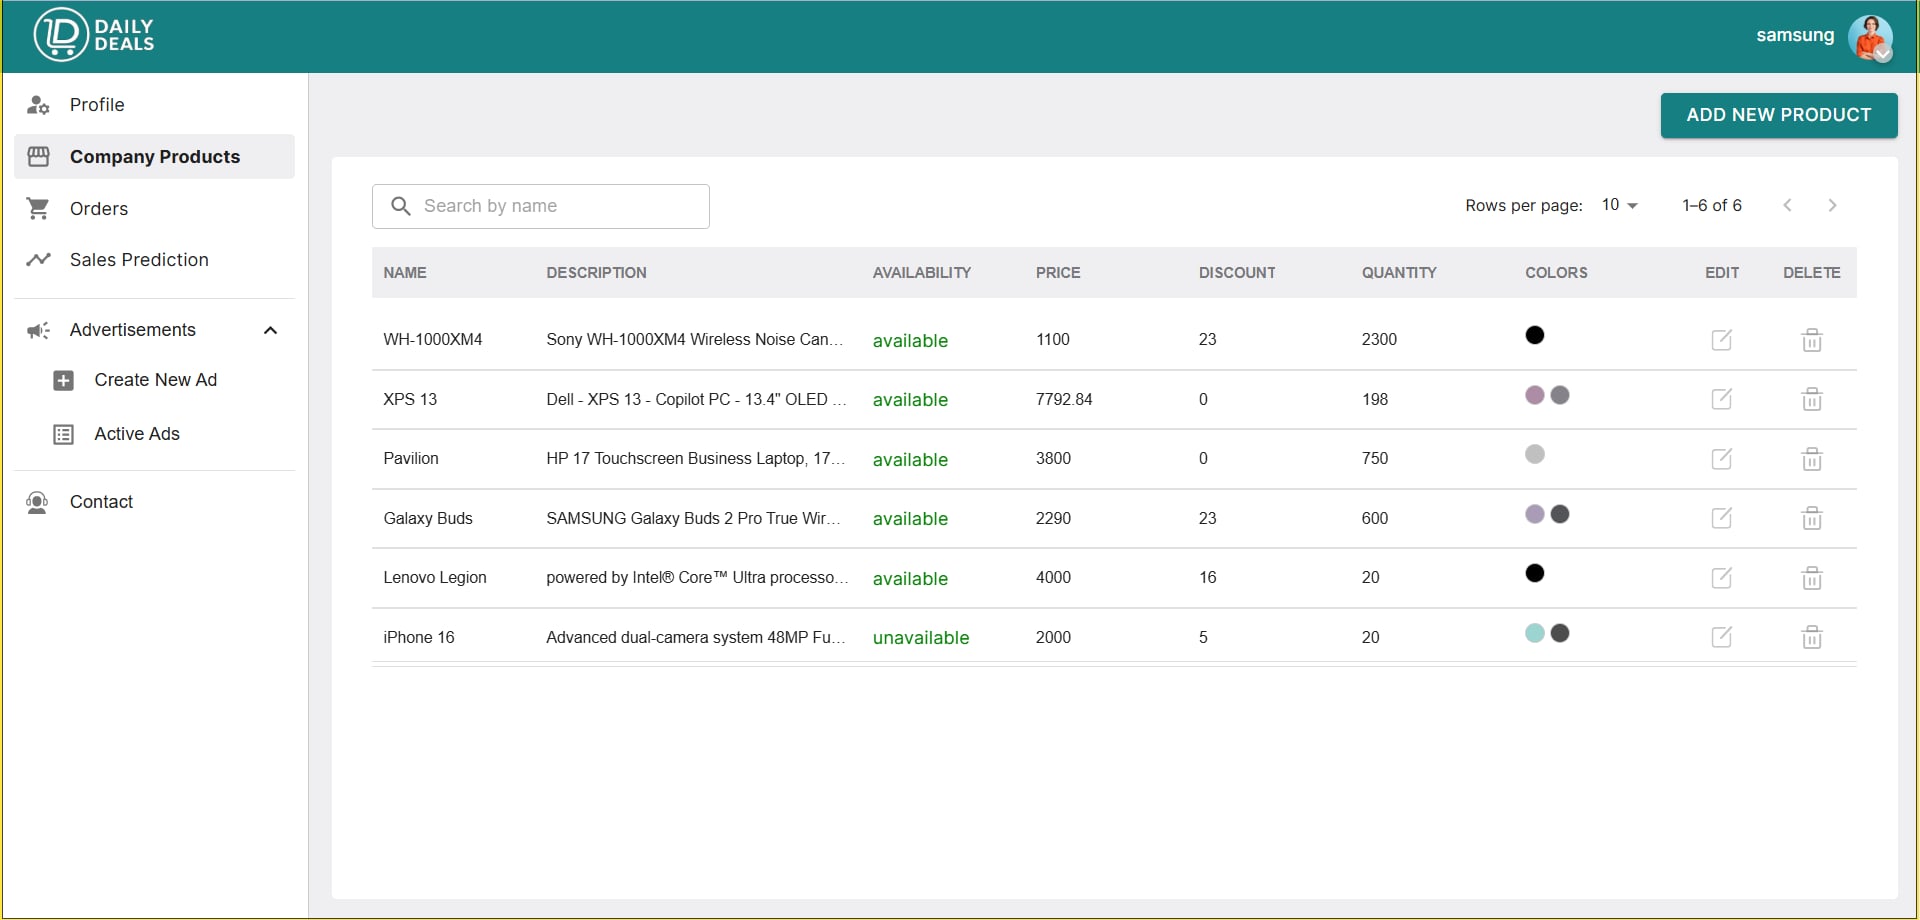 DAILY
DEALS
samsung
Profile
Company Products
Orders
Sales Prediction
Advertisements
Create New Ad
Active Ads
Contact
ADD NEW PRODUCT
Search by name
Rows per page: 10 1–6 of 6
NAME DESCRIPTION AVAILABILITY PRICE DISCOUNT QUANTITY COLORS EDIT DELETE
WH-1000XM4 Sony WH-1000XM4 Wireless Noise Can... available 1100 23 2300
XPS 13 Dell - XPS 13 - Copilot PC - 13.4" OLED ... available 7792.84 0 198
Pavilion HP 17 Touchscreen Business Laptop, 17... available 3800 0 750
Galaxy Buds SAMSUNG Galaxy Buds 2 Pro True Wir... available 2290 23 600
Lenovo Legion powered by Intel® Core™ Ultra processo... available 4000 16 20
iPhone 16 Advanced dual-camera system 48MP Fu... unavailable 2000 5 20